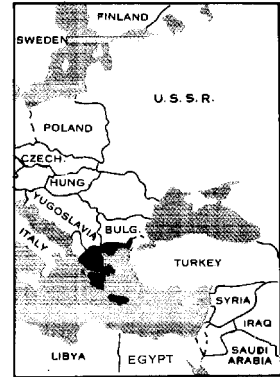 FINLAND
SWEDEN
U.S.S.R.
POLAND
CZECH.
HUNG.
YUGOSLAVIA
ITALY
BULG.
TURKEY
SYRIA
IRAQ
SAUDI
ARABIA
LIBYA
EGYPT